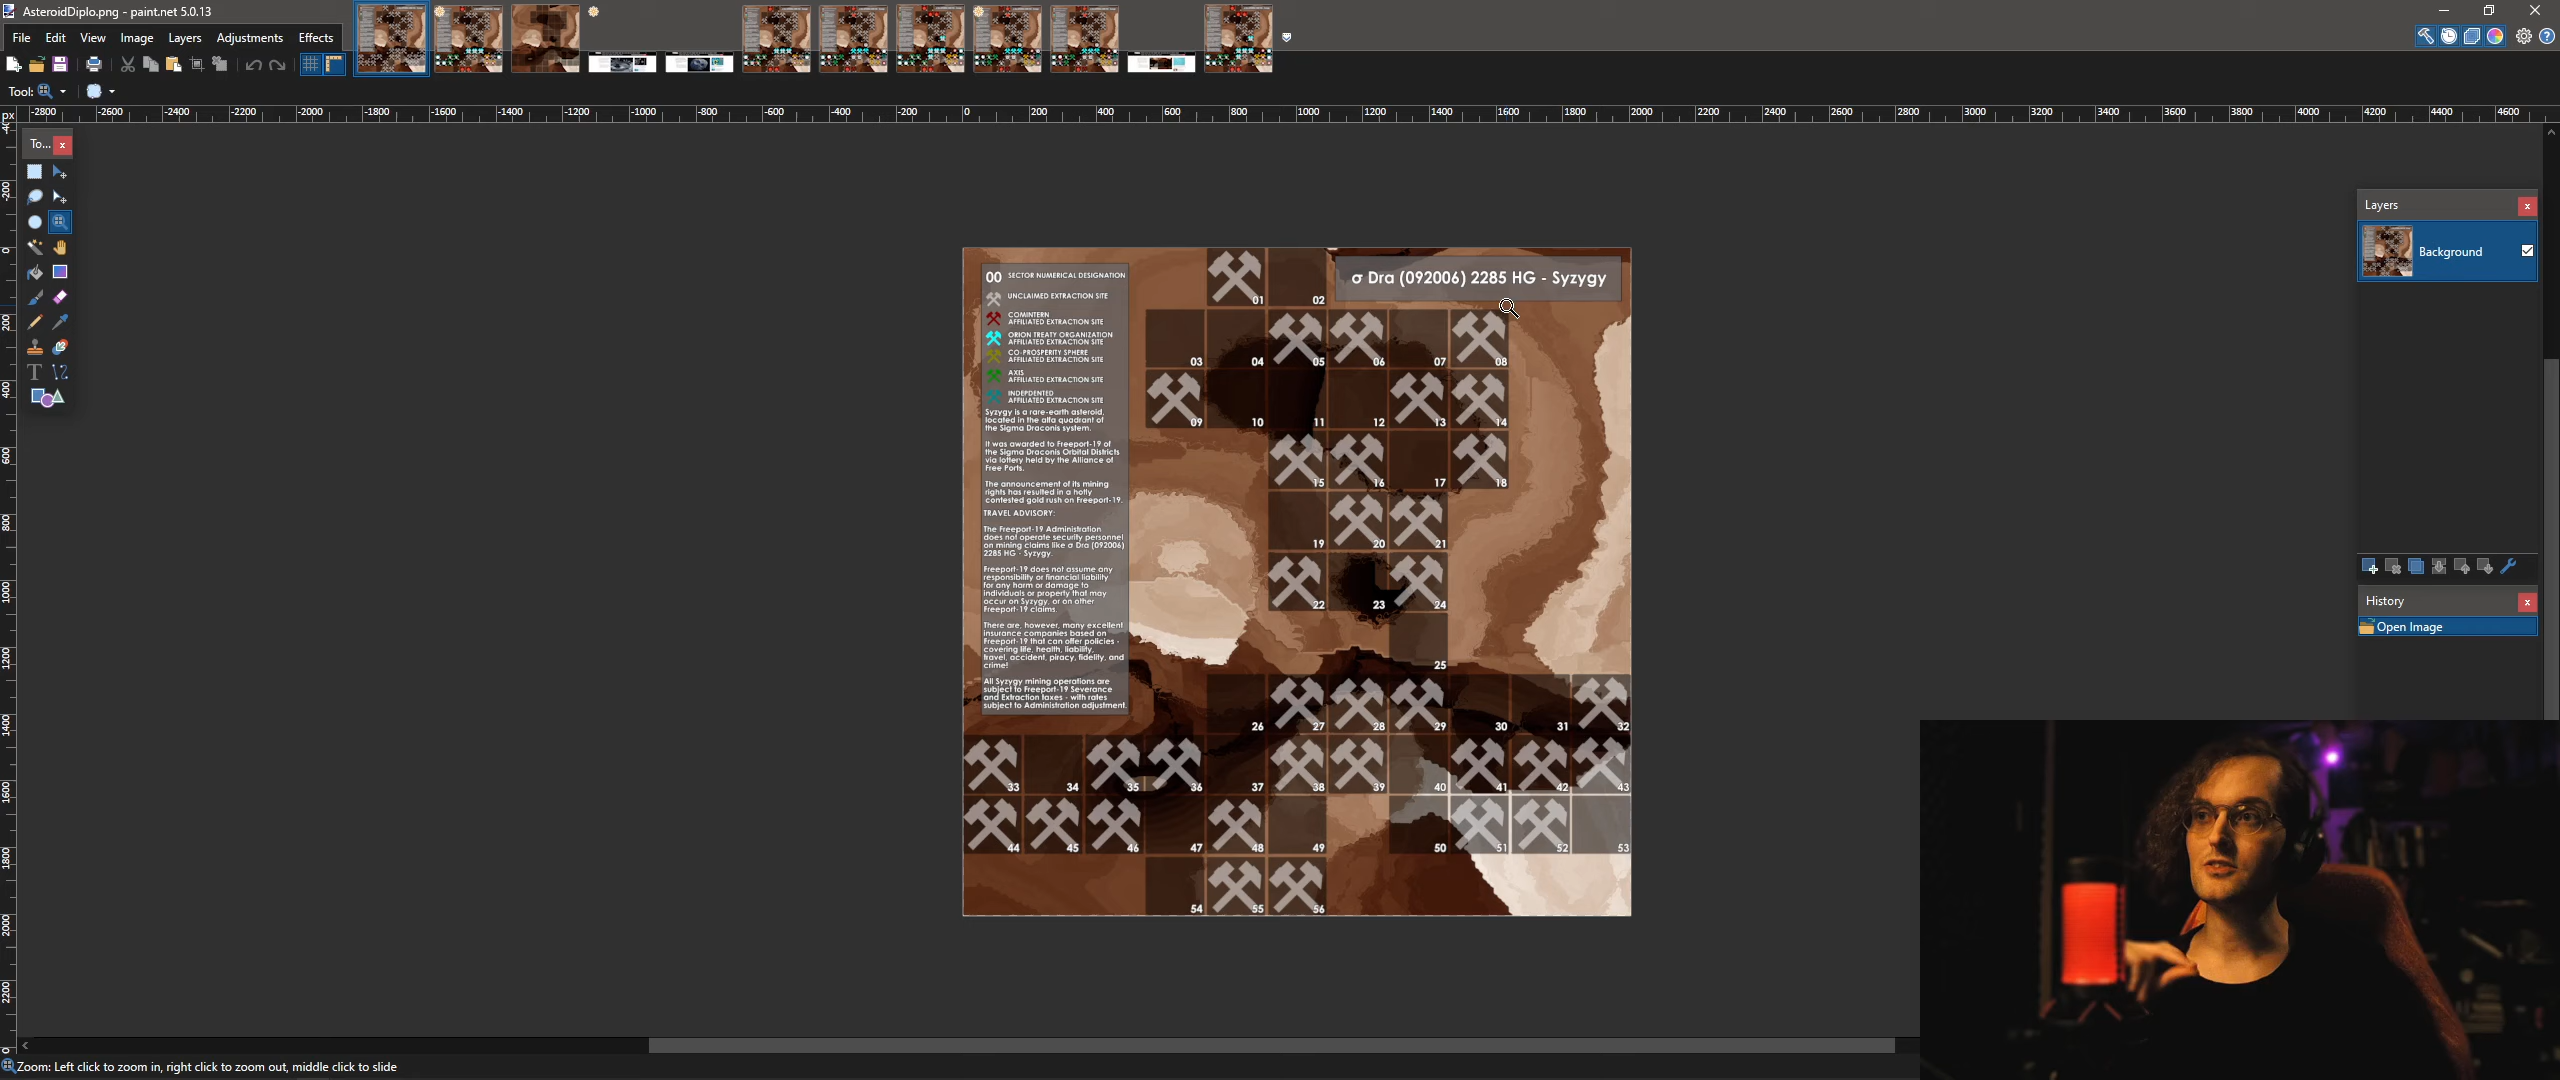 AsteroidDiplo.png - paint.net 5.0.13
File Edit View Image Layers Adjustments Effects
Tool:
px -2800 -2600 -2400 -2200 -2000 -1800 -1600 -1400 -1200 -1000 -800 -600 -400 -200 0 200 400 600 800 1000 1200 1400 1600 1800 2000 2200 2400 2600 2800 3000 3200 3400 3600 3800 4000 4200 4400 4600
To... x
-200
0
200
400
600
800
1000
1200
1400
1600
1800
2000
2200
00 SECTOR NUMERICAL DESIGNATION
UNCLAIMED EXTRACTION SITE
COMINTERN
AFFILIATED EXTRACTION SITE
ORION TREATY ORGANIZATION
AFFILIATED EXTRACTION SITE
CO-PROSPERITY SPHERE
AFFILIATED EXTRACTION SITE
AXIS
AFFILIATED EXTRACTION SITE
INDEPDENTED
AFFILIATED EXTRACTION SITE
Syzygy is a rare-earth asteroid,
located in the alfa quadrant of
the Sigma Draconis system.
It was awarded to Freeport-19 of
the Sigma Draconis Orbital Districts
via lottery held by the Alliance of
Free Ports.
The announcement of its mining
rights has resulted in a hotly
contested gold rush on Freeport-19.
TRAVEL ADVISORY:
The Freeport-19 Administration
does not operate security personnel
on mining claims like σ Dra (092006)
2285 HG - Syzygy.
Freeport-19 does not assume any
responsibility or financial liability
for any harm or damage to
individuals or property that may
occur on Syzygy, or on other
Freeport-19 claims.
There are, however, many excellent
insurance companies based on
Freeport-19 that can offer policies -
covering life, health, liability,
travel, accident, piracy, fidelity, and
crime!
All Syzygy mining operations are
subject to Freeport-19 Severance
and Extraction taxes - with rates
subject to Administration adjustment.
σ Dra (092006) 2285 HG - Syzygy
01 02
03 04 05 06 07 08
09 10 11 12 13 14
15 16 17 18
19 20 21
22 23 24
25
26 27 28 29 30 31 32
33 34 35 36 37 38 39 40 41 42 43
44 45 46 47 48 49 50 51 52 53
54 55 56
Layers x
Background
History x
Open Image
Zoom: Left click to zoom in, right click to zoom out, middle click to slide